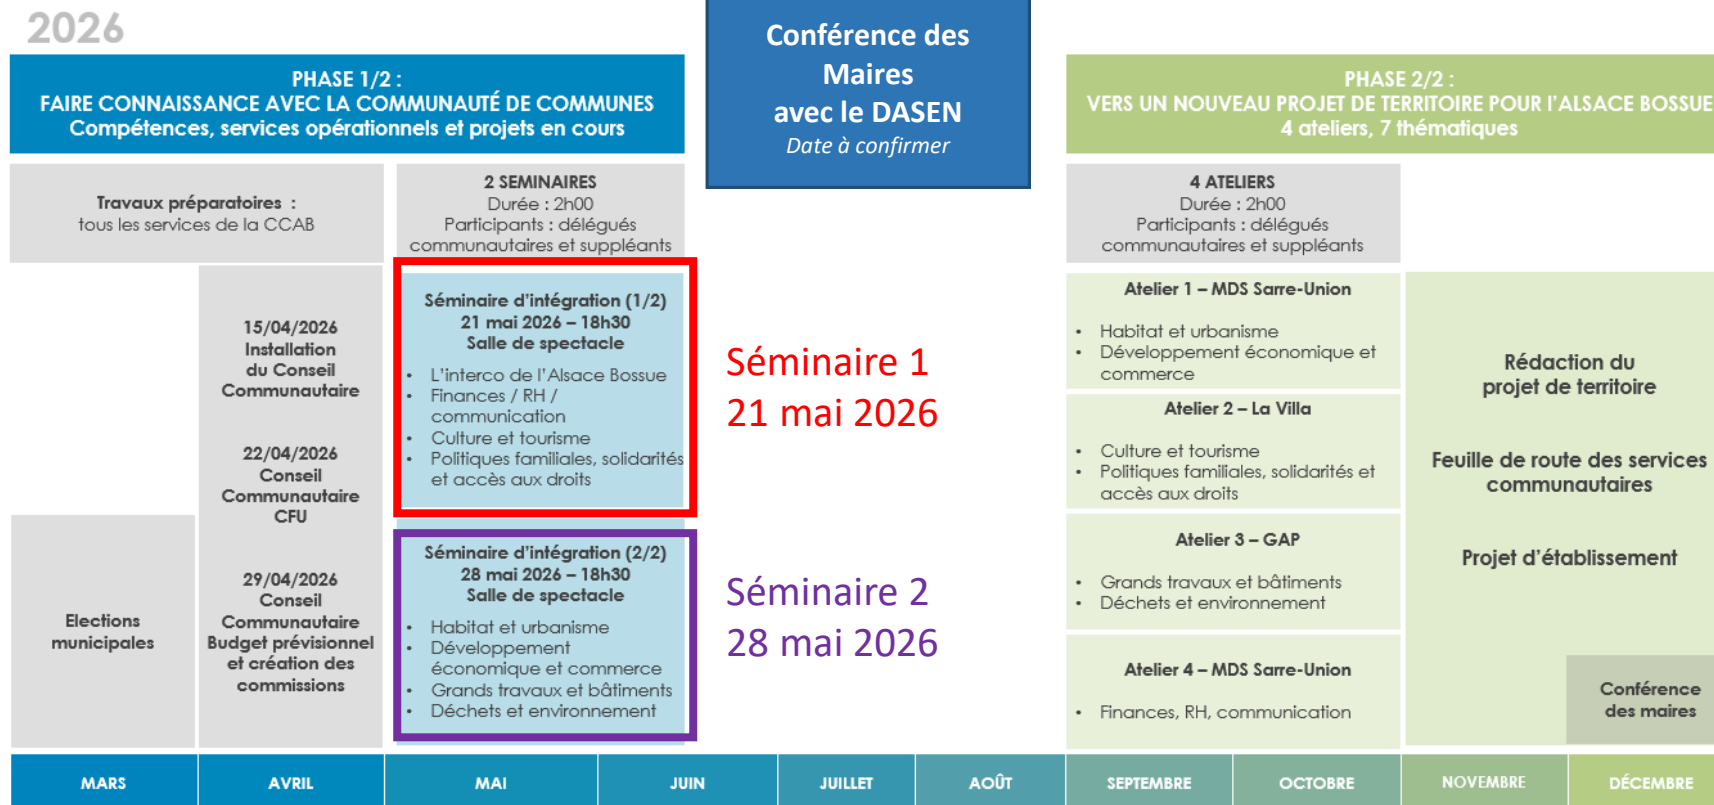 2026
PHASE 1/2 :
FAIRE CONNAISSANCE AVEC LA COMMUNAUTÉ DE COMMUNES
Compétences, services opérationnels et projets en cours
Conférence des
Maires
avec le DASEN
Date à confirmer
PHASE 2/2 :
VERS UN NOUVEAU PROJET DE TERRITOIRE POUR l'ALSACE BOSSUE
4 ateliers, 7 thématiques
Travaux préparatoires :
tous les services de la CCAB
2 SEMINAIRES
Durée : 2h00
Participants : délégués
communautaires et suppléants
4 ATELIERS
Durée : 2h00
Participants : délégués
communautaires et suppléants
Elections
municipales
15/04/2026
Installation
du Conseil
Communautaire
22/04/2026
Conseil
Communautaire
CFU
29/04/2026
Conseil
Communautaire
Budget prévisionnel
et création des
commissions
Séminaire d'intégration (1/2)
21 mai 2026 – 18h30
Salle de spectacle
• L'interco de l'Alsace Bossue
• Finances / RH /
communication
• Culture et tourisme
• Politiques familiales, solidarités
et accès aux droits
Séminaire d'intégration (2/2)
28 mai 2026 – 18h30
Salle de spectacle
• Habitat et urbanisme
• Développement
économique et commerce
• Grands travaux et bâtiments
• Déchets et environnement
Séminaire 1
21 mai 2026
Séminaire 2
28 mai 2026
Atelier 1 – MDS Sarre-Union
• Habitat et urbanisme
• Développement économique et
commerce
Atelier 2 – La Villa
• Culture et tourisme
• Politiques familiales, solidarités et
accès aux droits
Atelier 3 – GAP
• Grands travaux et bâtiments
• Déchets et environnement
Atelier 4 – MDS Sarre-Union
• Finances, RH, communication
Rédaction du
projet de territoire
Feuille de route des services
communautaires
Projet d'établissement
Conférence
des maires
MARS
AVRIL
MAI
JUIN
JUILLET
AOÛT
SEPTEMBRE
OCTOBRE
NOVEMBRE
DÉCEMBRE